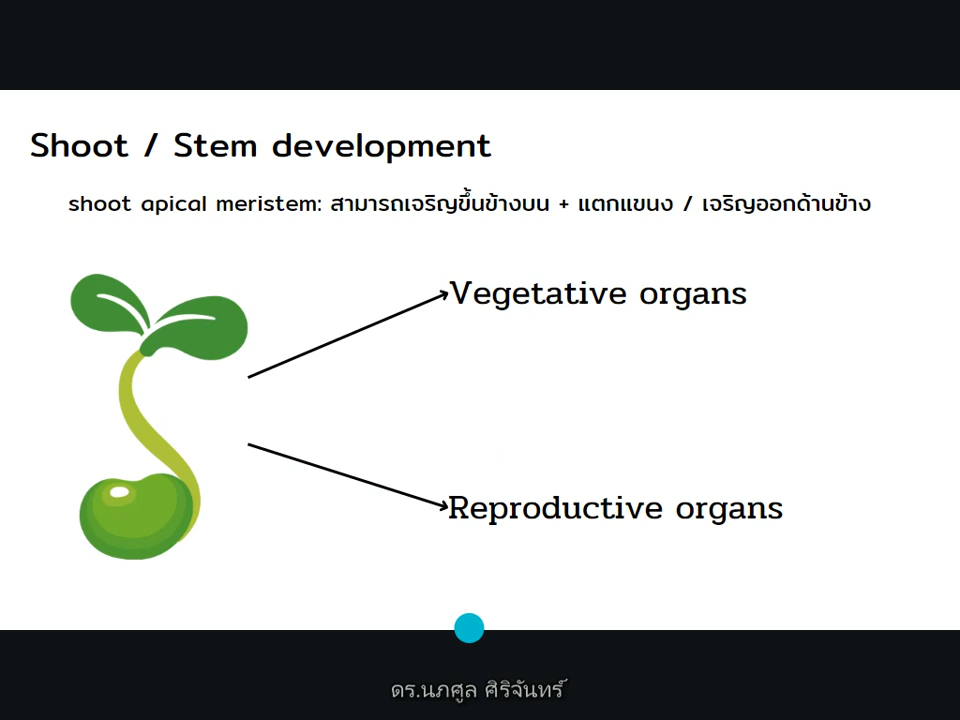 Shoot / Stem development
shoot apical meristem: สามารถเจริญขึ้นข้างบน + แตกแขนง / เจริญออกด้านข้าง
Vegetative organs
Reproductive organs
ดร.นภศูล ศิริจันทร์